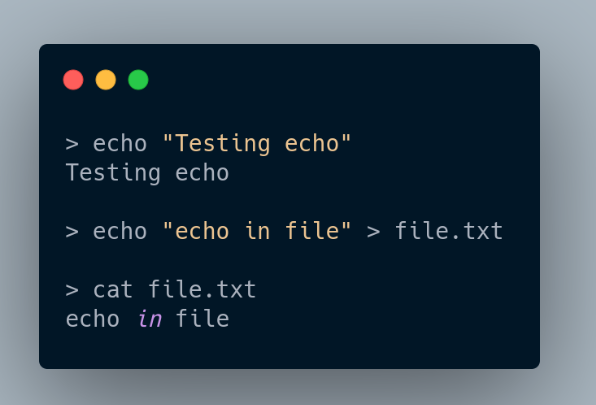 > echo "Testing echo"
Testing echo
> echo "echo in file" > file.txt
> cat file.txt
echo in file